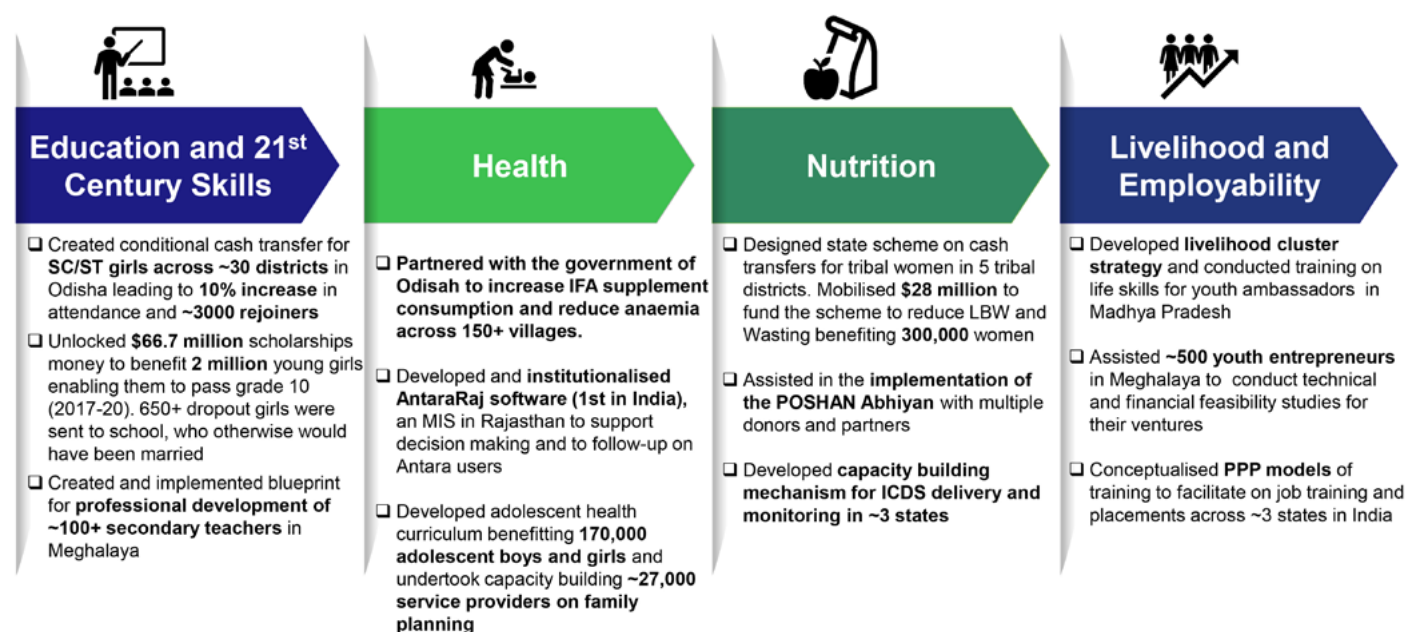 Education and 21st
Century Skills
❑ Created conditional cash transfer for
SC/ST girls across ~30 districts in
Odisha leading to 10% increase in
attendance and ~3000 rejoiners
❑ Unlocked $66.7 million scholarships
money to benefit 2 million young girls
enabling them to pass grade 10
(2017-20). 650+ dropout girls were
sent to school, who otherwise would
have been married
❑ Created and implemented blueprint
for professional development of
~100+ secondary teachers in
Meghalaya
Health
❑ Partnered with the government of
Odisah to increase IFA supplement
consumption and reduce anaemia
across 150+ villages.
❑ Developed and institutionalised
AntaraRaj software (1st in India),
an MIS in Rajasthan to support
decision making and to follow-up on
Antara users
❑ Developed adolescent health
curriculum benefitting 170,000
adolescent boys and girls and
undertook capacity building ~27,000
service providers on family
planning
Nutrition
❑ Designed state scheme on cash
transfers for tribal women in 5 tribal
districts. Mobilised $28 million to
fund the scheme to reduce LBW and
Wasting benefiting 300,000 women
❑ Assisted in the implementation of
the POSHAN Abhiyan with multiple
donors and partners
❑ Developed capacity building
mechanism for ICDS delivery and
monitoring in ~3 states
Livelihood and
Employability
❑ Developed livelihood cluster
strategy and conducted training on
life skills for youth ambassadors in
Madhya Pradesh
❑ Assisted ~500 youth entrepreneurs
in Meghalaya to conduct technical
and financial feasibility studies for
their ventures
❑ Conceptualised PPP models of
training to facilitate on job training and
placements across ~3 states in India